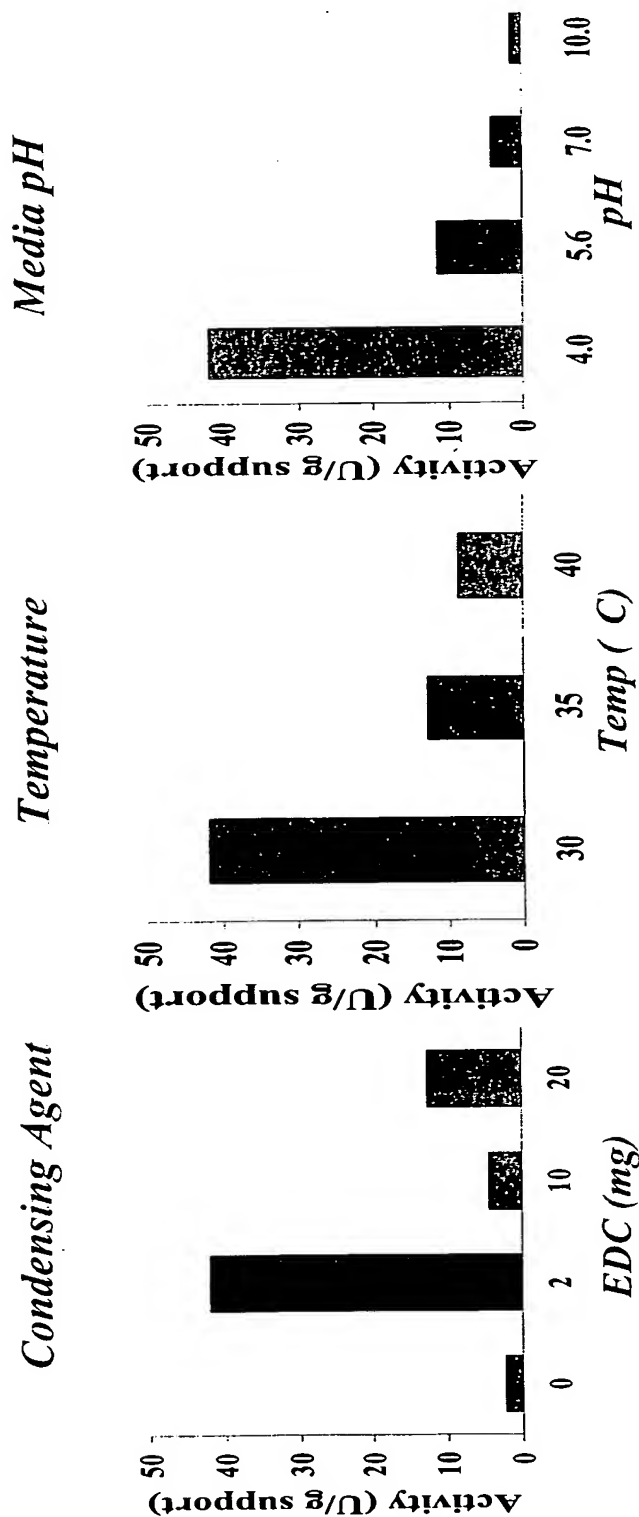 Condensing Agent
Activity (U/g support)
50
40
30
20
10
0
0 2 10 20
EDC (mg)
Temperature
Activity (U/g support)
50
40
30
20
10
0
30 35 40
Temp ( C)
Media pH
Activity (U/g support)
50
40
30
20
10
0
4.0 5.6 7.0 10.0
pH